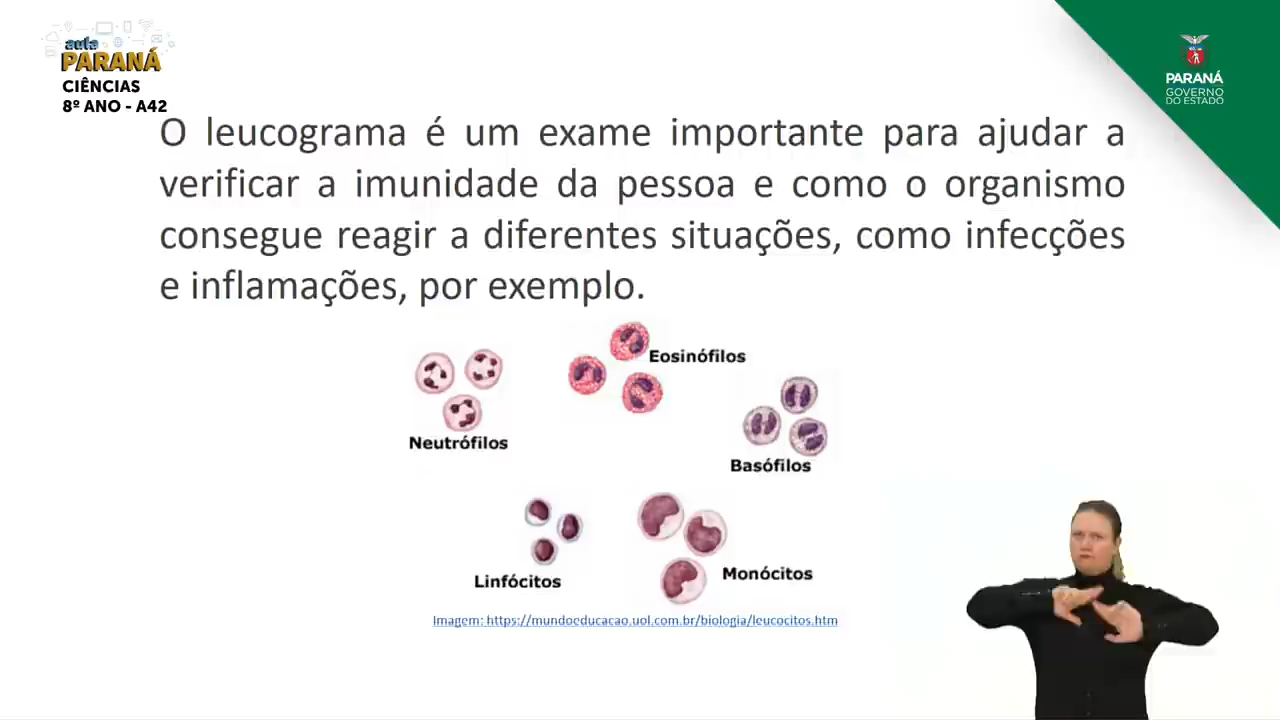 aula
PARANÁ
CIÊNCIAS
8º ANO - A42
PARANÁ
GOVERNO
DO ESTADO
O leucograma é um exame importante para ajudar a
verificar a imunidade da pessoa e como o organismo
consegue reagir a diferentes situações, como infecções
e inflamações, por exemplo.
Eosinófilos
Neutrófilos
Basófilos
Linfócitos
Monócitos
Imagem: https://mundoeducacao.uol.com.br/biologia/leucocitos.htm